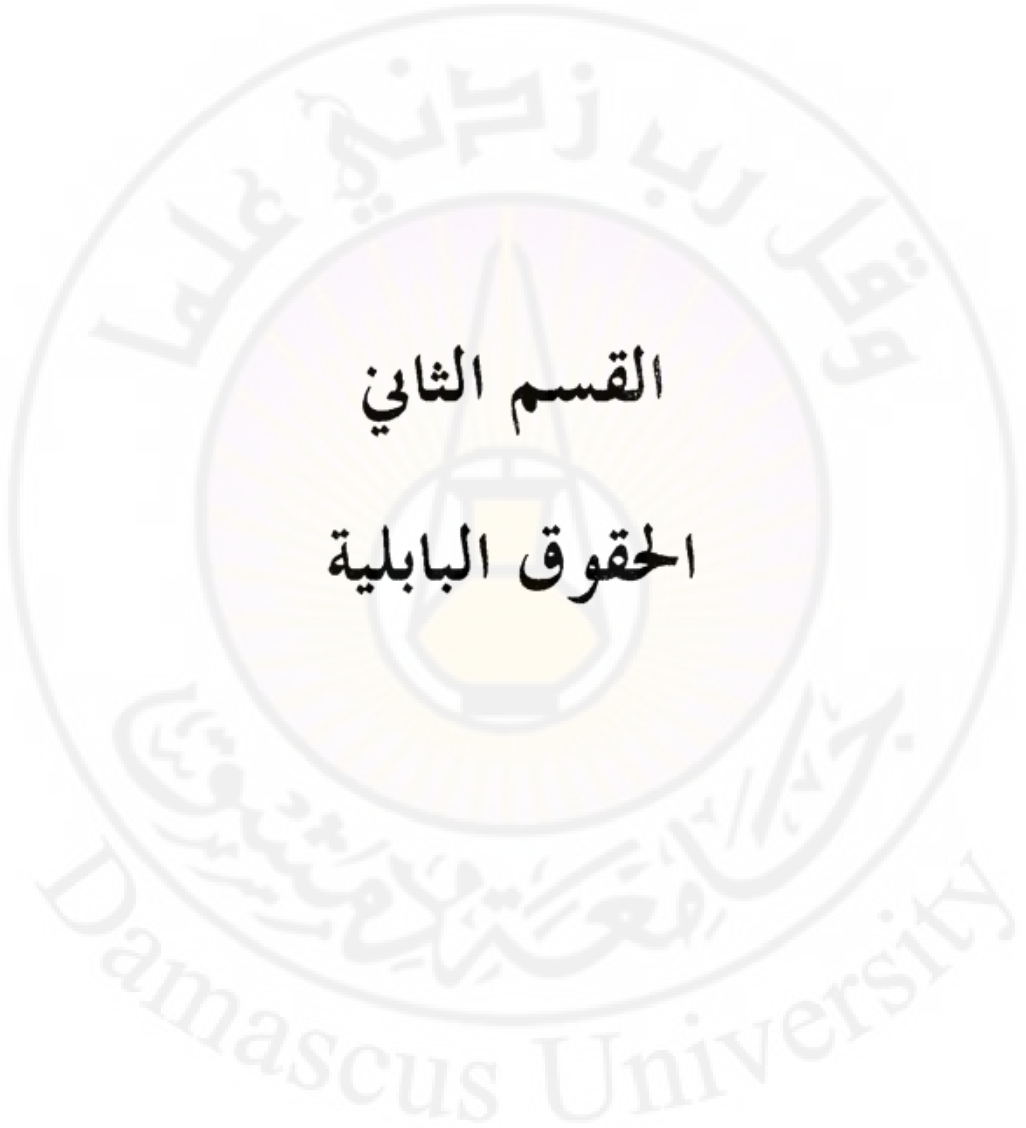 وقل رب زدني علما
القسم الثاني
الحقوق البابلية
جامعة دمشق
Damascus University